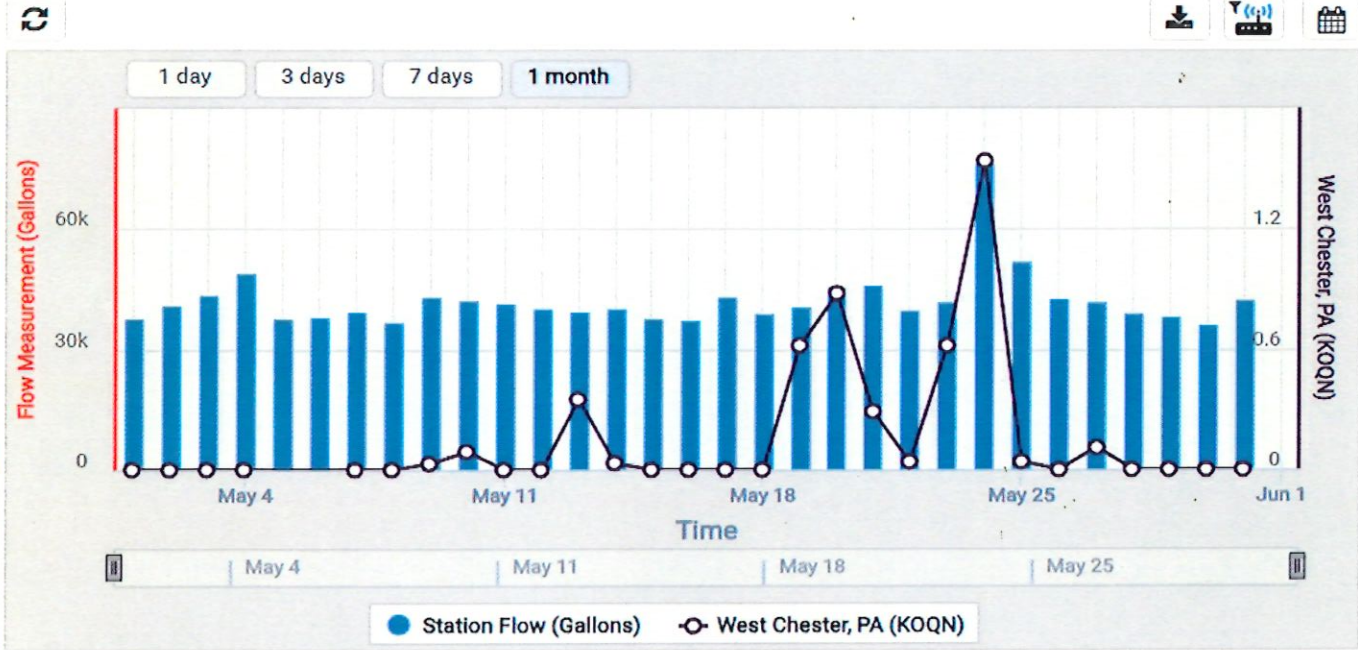 1 day 3 days 7 days 1 month
Flow Measurement (Gallons)
60k
30k
0
1.2
0.6
0
West Chester, PA (KOQN)
May 4 May 11 May 18 May 25 Jun 1
Time
May 4 May 11 May 18 May 25
Station Flow (Gallons) West Chester, PA (KOQN)